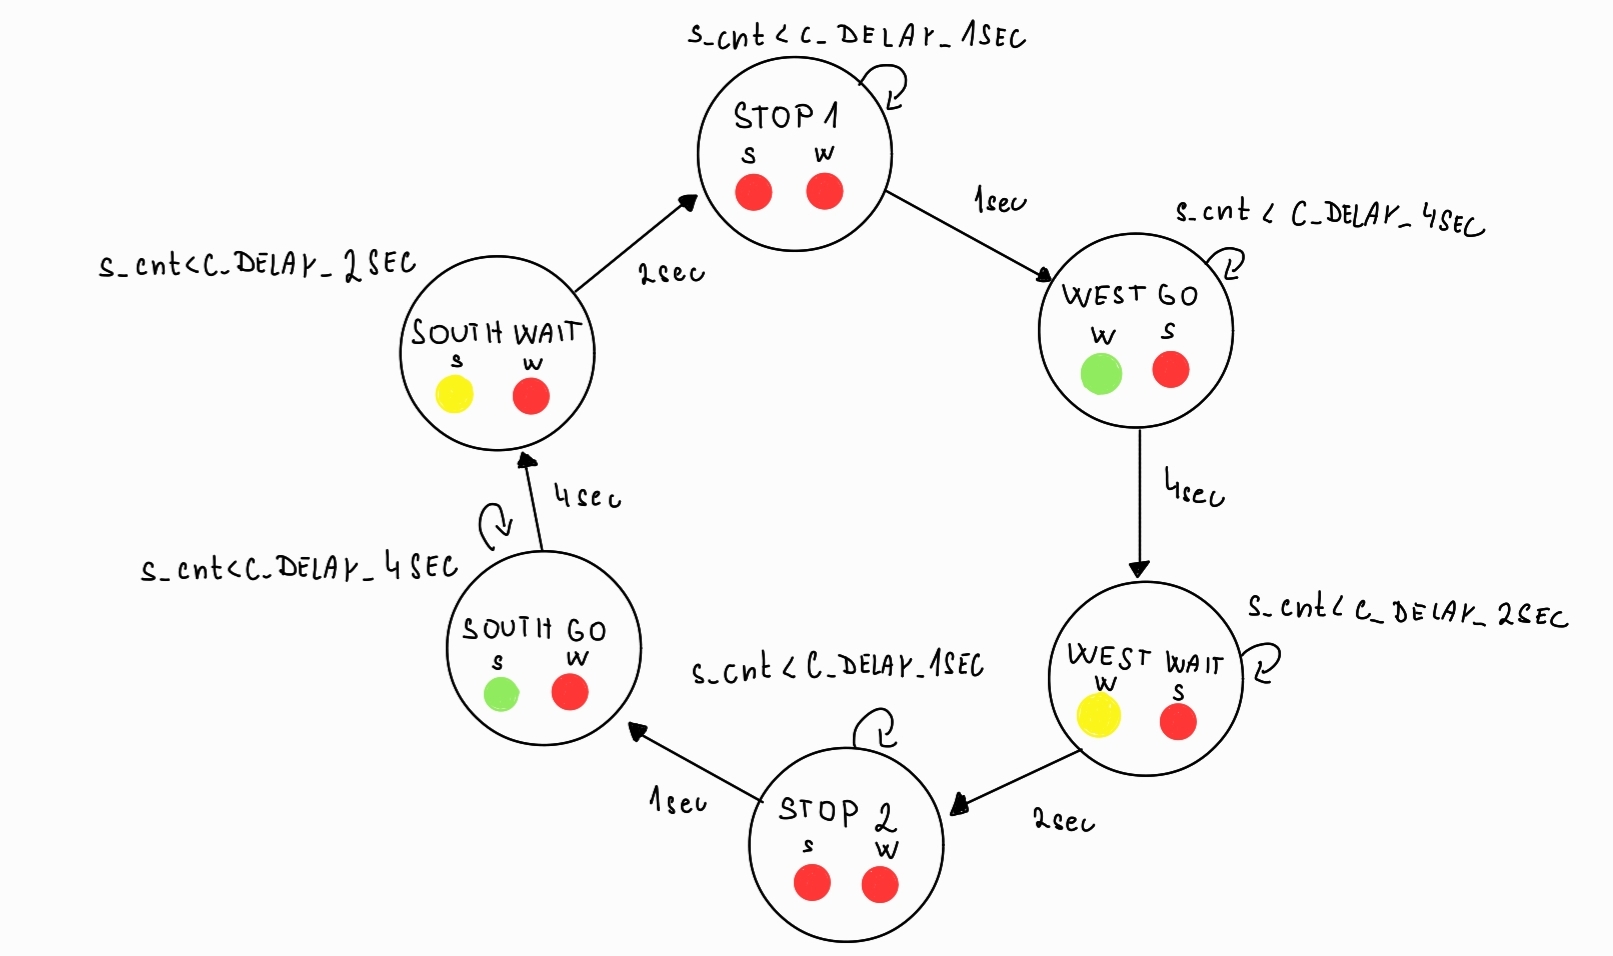 s_cnt < C_DELAY_1SEC
STOP 1
S W
1sec
s_cnt < C_DELAY_4SEC
WEST GO
W S
4sec
s_cnt < C_DELAY_2SEC
WEST WAIT
W S
2sec
s_cnt < C_DELAY_1SEC
STOP 2
S W
1sec
s_cnt<C_DELAY_4SEC
SOUTH GO
S W
4sec
s_cnt<C_DELAY_2SEC
SOUTH WAIT
S W
2sec